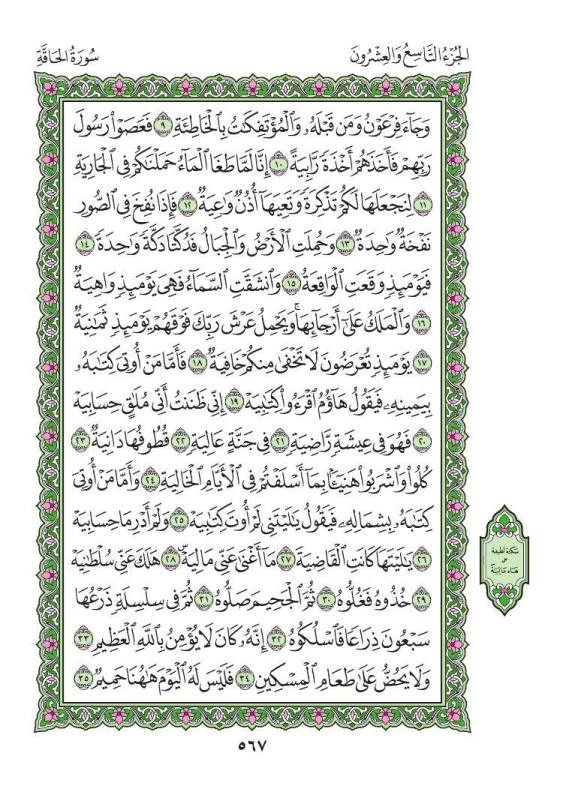 الجُزْءُ التَّاسِعُ وَالعِشْرُونَ
سُورَةُ الحَاقَّةِ
وَجَآءَ فِرْعَوْنُ وَمَن قَبْلَهُۥ وَٱلْمُؤْتَفِكَٰتُ بِٱلْخَاطِئَةِ ٩ فَعَصَوْا۟ رَسُولَ
رَبِّهِمْ فَأَخَذَهُمْ أَخْذَةً رَّابِيَةً ١٠ إِنَّا لَمَّا طَغَا ٱلْمَآءُ حَمَلْنَٰكُمْ فِى ٱلْجَارِيَةِ
١١ لِنَجْعَلَهَا لَكُمْ تَذْكِرَةً وَتَعِيَهَآ أُذُنٌ وَٰعِيَةٌ ١٢ فَإِذَا نُفِخَ فِى ٱلصُّورِ
نَفْخَةٌ وَٰحِدَةٌ ١٣ وَحُمِلَتِ ٱلْأَرْضُ وَٱلْجِبَالُ فَدُكَّتَا دَكَّةً وَٰحِدَةً ١٤
فَيَوْمَئِذٍ وَقَعَتِ ٱلْوَاقِعَةُ ١٥ وَٱنشَقَّتِ ٱلسَّمَآءُ فَهِىَ يَوْمَئِذٍ وَاهِيَةٌ
١٦ وَٱلْمَلَكُ عَلَىٰٓ أَرْجَآئِهَا ۚ وَيَحْمِلُ عَرْشَ رَبِّكَ فَوْقَهُمْ يَوْمَئِذٍ ثَمَٰنِيَةٌ
١٧ يَوْمَئِذٍ تُعْرَضُونَ لَا تَخْفَىٰ مِنكُمْ خَافِيَةٌ ١٨ فَأَمَّا مَنْ أُوتِىَ كِتَٰبَهُۥ
بِيَمِينِهِۦ فَيَقُولُ هَآؤُمُ ٱقْرَءُوا۟ كِتَٰبِيَهْ ١٩ إِنِّى ظَنَنتُ أَنِّى مُلَٰقٍ حِسَابِيَهْ
٢٠ فَهُوَ فِى عِيشَةٍ رَّاضِيَةٍ ٢١ فِى جَنَّةٍ عَالِيَةٍ ٢٢ قُطُوفُهَا دَانِيَةٌ ٢٣
كُلُوا۟ وَٱشْرَبُوا۟ هَنِيٓـًٔۢا بِمَآ أَسْلَفْتُمْ فِى ٱلْأَيَّامِ ٱلْخَالِيَةِ ٢٤ وَأَمَّا مَنْ أُوتِىَ
كِتَٰبَهُۥ بِشِمَالِهِۦ فَيَقُولُ يَٰلَيْتَنِى لَمْ أُوتَ كِتَٰبِيَهْ ٢٥ وَلَمْ أَدْرِ مَا حِسَابِيَهْ
٢٦ يَٰلَيْتَهَا كَانَتِ ٱلْقَاضِيَةَ ٢٧ مَآ أَغْنَىٰ عَنِّى مَالِيَهْ ۜ ٢٨ هَلَكَ عَنِّى سُلْطَٰنِيَهْ
٢٩ خُذُوهُ فَغُلُّوهُ ٣٠ ثُمَّ ٱلْجَحِيمَ صَلُّوهُ ٣١ ثُمَّ فِى سِلْسِلَةٍ ذَرْعُهَا
سَبْعُونَ ذِرَاعًا فَٱسْلُكُوهُ ٣٢ إِنَّهُۥ كَانَ لَا يُؤْمِنُ بِٱللَّهِ ٱلْعَظِيمِ ٣٣
وَلَا يَحُضُّ عَلَىٰ طَعَامِ ٱلْمِسْكِينِ ٣٤ فَلَيْسَ لَهُ ٱلْيَوْمَ هَٰهُنَا حَمِيمٌ ٣٥
سكتة لطيفة
على
هاء مالية
٥٦٧